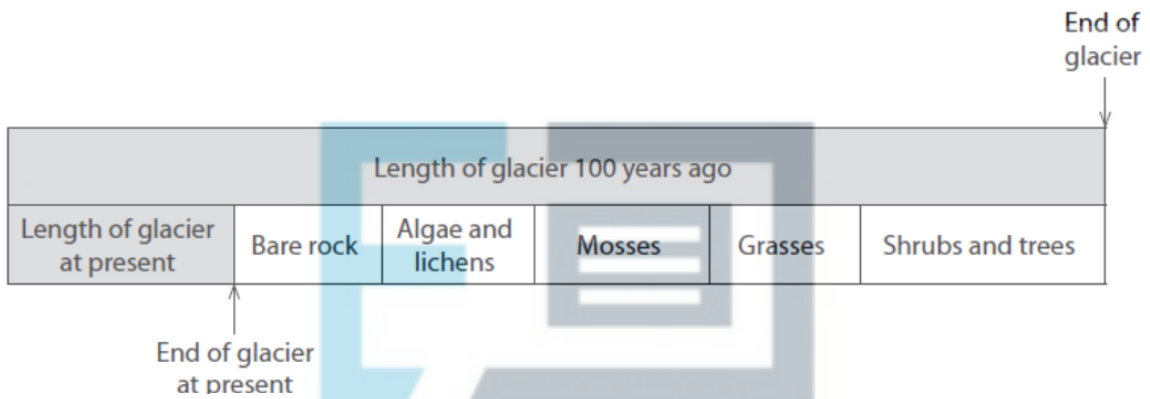 End of
glacier
Length of glacier 100 years ago
Length of glacier
at present
Bare rock
Algae and
lichens
Mosses
Grasses
Shrubs and trees
End of glacier
at present